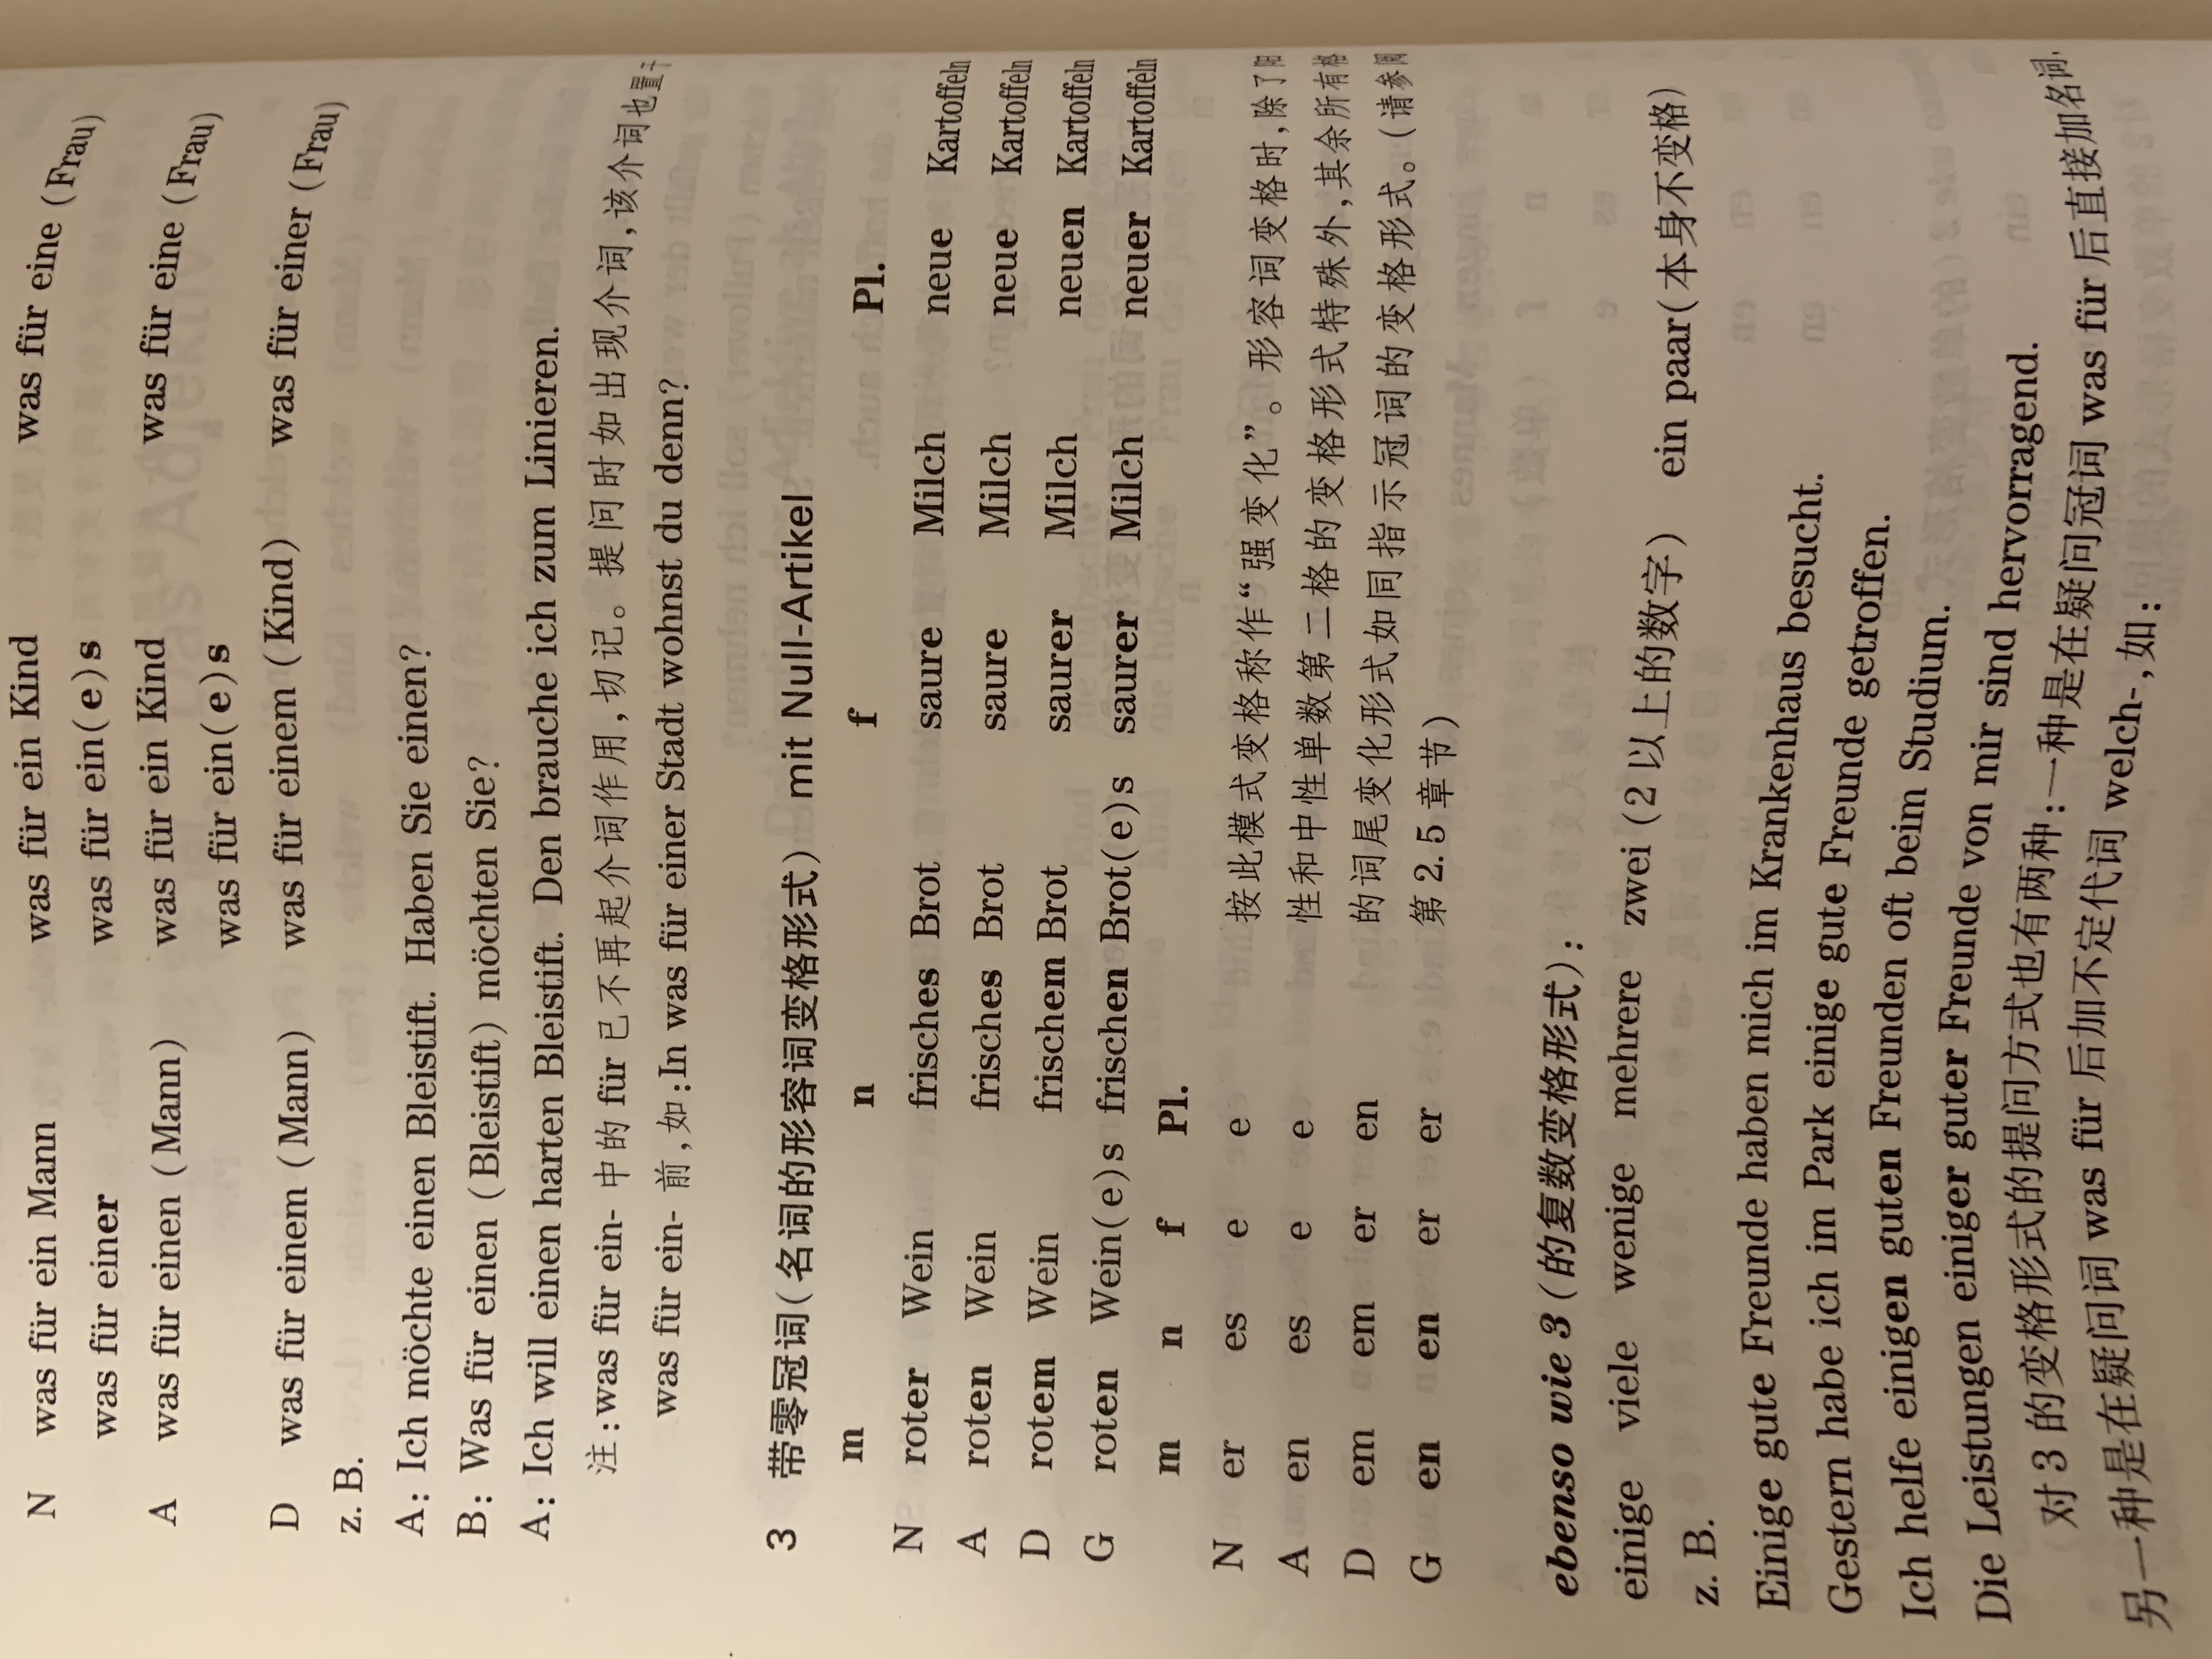 N was für ein Mann was für ein Kind was für eine (Frau)
was für einer was für ein(e)s
A was für einen (Mann) was für ein Kind was für eine (Frau)
was für ein(e)s
D was für einem (Mann) was für einem (Kind) was für einer (Frau)
z. B.
A: Ich möchte einen Bleistift. Haben Sie einen?
B: Was für einen (Bleistift) möchten Sie?
A: Ich will einen harten Bleistift. Den brauche ich zum Linieren.
注:was für ein- 中的 für 已不再起介词作用,切记。提问时如出现介词,该介词也置于
was für ein- 前,如:In was für einer Stadt wohnst du denn?
3 带零冠词(名词的形容词变格形式) mit Null-Artikel
m n f Pl.
N roter Wein frisches Brot saure Milch neue Kartoffeln
A roten Wein frisches Brot saure Milch neue Kartoffeln
D rotem Wein frischem Brot saurer Milch neuen Kartoffeln
G roten Wein(e)s frischen Brot(e)s saurer Milch neuer Kartoffeln
m n f Pl.
N er es e e 按此模式变格称作“强变化”。形容词变格时,除了阳
A en es e e 性和中性单数第二格的变格形式特殊外,其余所有格
D em em er en 的词尾变化形式如同指示冠词的变格形式。(请参阅
G en en er er 第 2.5 章节)
ebenso wie 3 (的复数变格形式):
einige viele wenige mehrere zwei (2 以上的数字) ein paar(本身不变格)
z. B.
Einige gute Freunde haben mich im Krankenhaus besucht.
Gestern habe ich im Park einige gute Freunde getroffen.
Ich helfe einigen guten Freunden oft beim Studium.
Die Leistungen einiger guter Freunde von mir sind hervorragend.
对 3 的变格形式的提问方式也有两种:一种是在疑问冠词 was für 后直接加名词,
另一种是在疑问词 was für 后加不定代词 welch-,如: